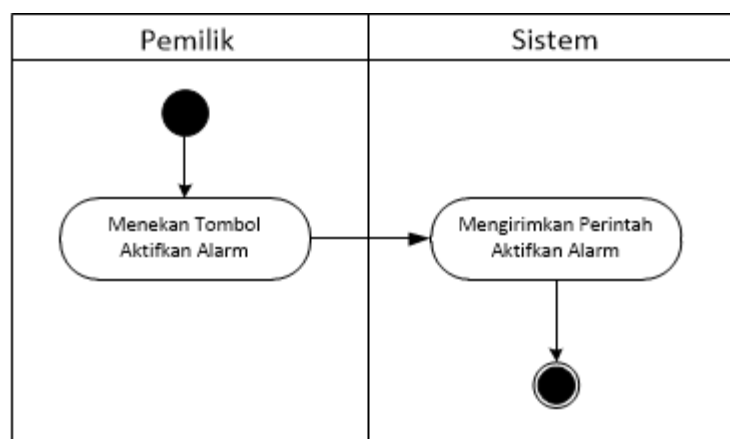 Pemilik
Sistem
Menekan Tombol
Aktifkan Alarm
Mengirimkan Perintah
Aktifkan Alarm